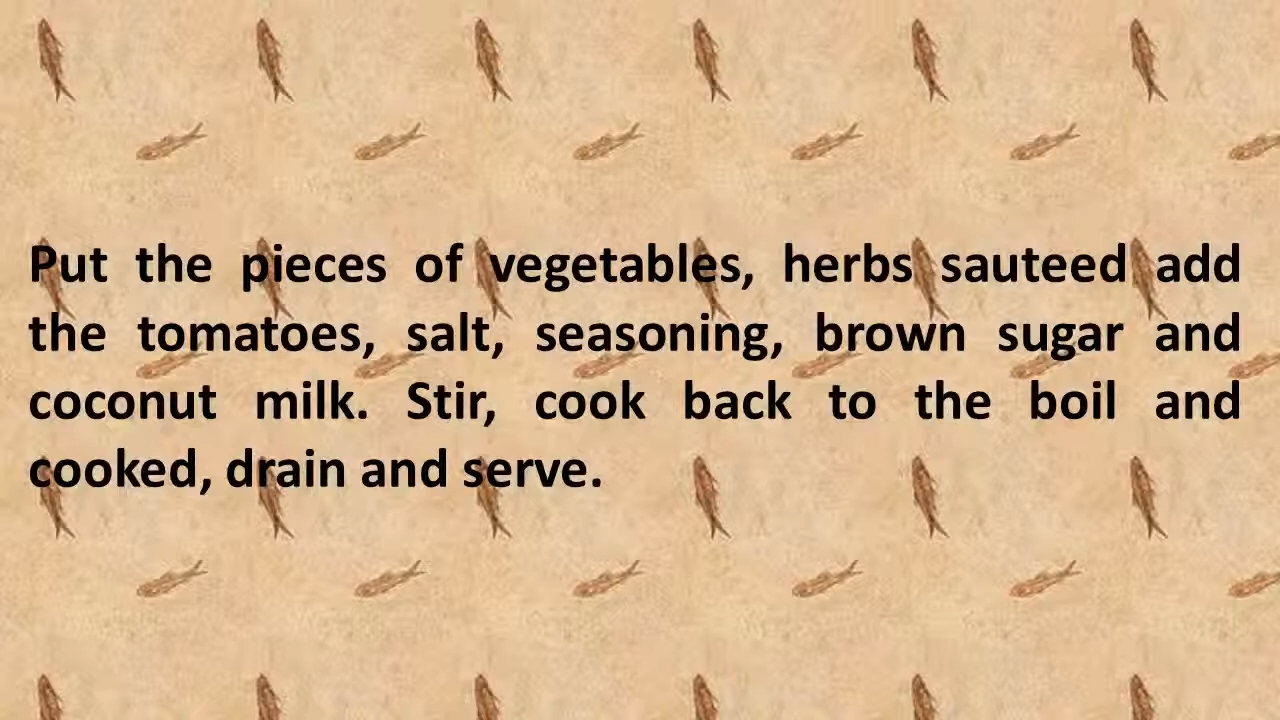 Put the pieces of vegetables, herbs sauteed add
the tomatoes, salt, seasoning, brown sugar and
coconut milk. Stir, cook back to the boil and
cooked, drain and serve.